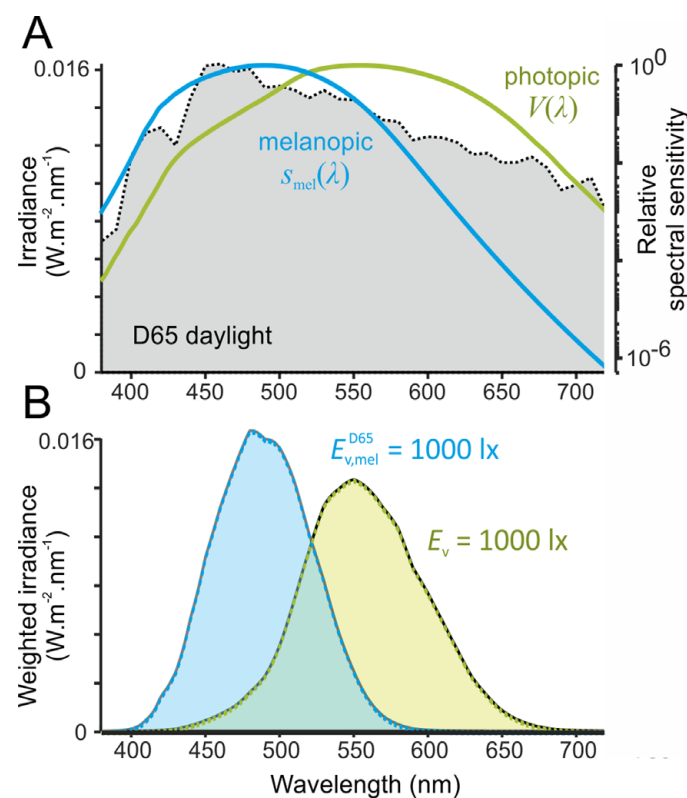 A
0.016
10⁰
photopic
V(λ)
melanopic
sₘₑₗ(λ)
Irradiance
(W.m⁻².nm⁻¹)
Relative
spectral sensitivity
D65 daylight
0
10⁻⁶
400 450 500 550 600 650 700
B
0.016
E_v,mel^D65 = 1000 lx
E_v = 1000 lx
Weighted irradiance
(W.m⁻².nm⁻¹)
0
400 450 500 550 600 650 700
Wavelength (nm)